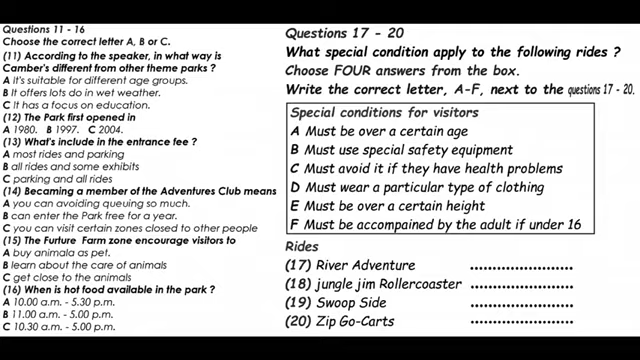 Questions 11 - 16
Choose the correct letter A, B or C.
(11) According to the speaker, in what way is
Camber's different from other theme parks ?
A It's suitable for different age groups.
B It offers lots do in wet weather.
C It has a focus on education.
(12) The Park first opened in
A 1980. B 1997. C 2004.
(13) What's include in the entrance fee ?
A most rides and parking
B all rides and some exhibits
C parking and all rides
(14) Becaming a member of the Adventures Club means
A you can avoiding queuing so much.
B can enter the Park free for a year.
C you can visit certain zones closed to other people
(15) The Furture Farm zone encourage visitors to
A buy animala as pet.
B learn about the care of animals
C get close to the animals
(16) When is hot food available in the park ?
A 10.00 a.m. - 5.30 p.m.
B 11.00 a.m. - 5.00 p.m.
C 10.30 a.m. - 5.00 p.m.
Questions 17 - 20
What special condition apply to the following rides ?
Choose FOUR answers from the box.
Write the correct letter, A-F, next to the questions 17 - 20.
Special conditions for visitors
A Must be over a certain age
B Must use special safety equipment
C Must avoid it if they have health problems
D Must wear a particular type of clothing
E Must be over a certain height
F Must be accompained by the adult if under 16
Rides
(17) River Adventure ........................
(18) jungle jim Rollercoaster ........................
(19) Swoop Side ........................
(20) Zip Go-Carts ........................